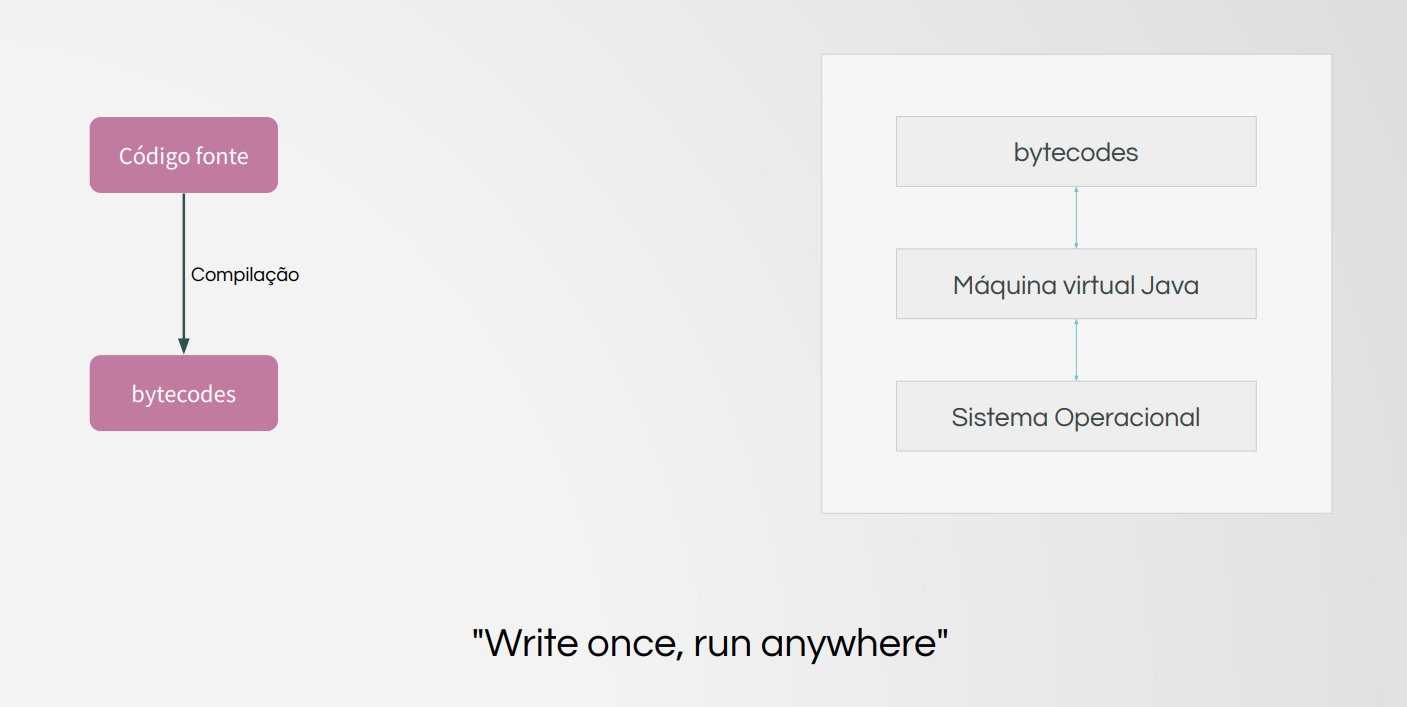 Código fonte
Compilação
bytecodes
bytecodes
Máquina virtual Java
Sistema Operacional
"Write once, run anywhere"